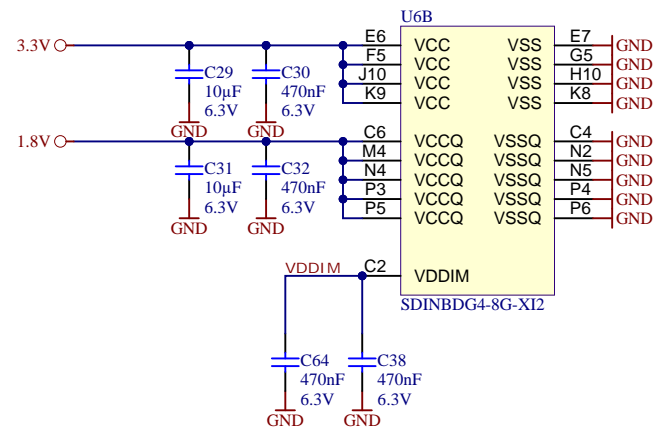 U6B
3.3V
E6 VCC VSS E7 GND
F5 VCC VSS G5 GND
J10 VCC VSS H10 GND
K9 VCC VSS K8 GND
C29
10µF
6.3V
GND
C30
470nF
6.3V
GND
1.8V
C6 VCCQ VSSQ C4 GND
M4 VCCQ VSSQ N2 GND
N4 VCCQ VSSQ N5 GND
P3 VCCQ VSSQ P4 GND
P5 VCCQ VSSQ P6 GND
C31
10µF
6.3V
GND
C32
470nF
6.3V
GND
VDDIM C2 VDDIM
SDINBDG4-8G-XI2
C64
470nF
6.3V
GND
C38
470nF
6.3V
GND